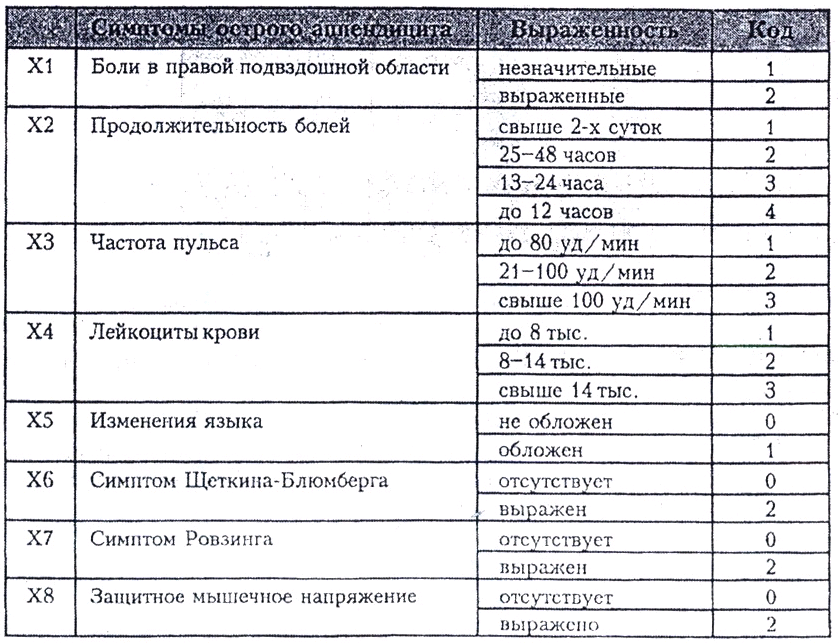 Симптомы острого аппендицита Выраженность Код
X1 Боли в правой подвздошной области незначительные 1
выраженные 2
X2 Продолжительность болей свыше 2-х суток 1
25–48 часов 2
13–24 часа 3
до 12 часов 4
X3 Частота пульса до 80 уд/мин 1
21–100 уд/мин 2
свыше 100 уд/мин 3
X4 Лейкоциты крови до 8 тыс. 1
8–14 тыс. 2
свыше 14 тыс. 3
X5 Изменения языка не обложен 0
обложен 1
X6 Симптом Щеткина-Блюмберга отсутствует 0
выражен 2
X7 Симптом Ровзинга отсутствует 0
выражен 2
X8 Защитное мышечное напряжение отсутствует 0
выражено 2